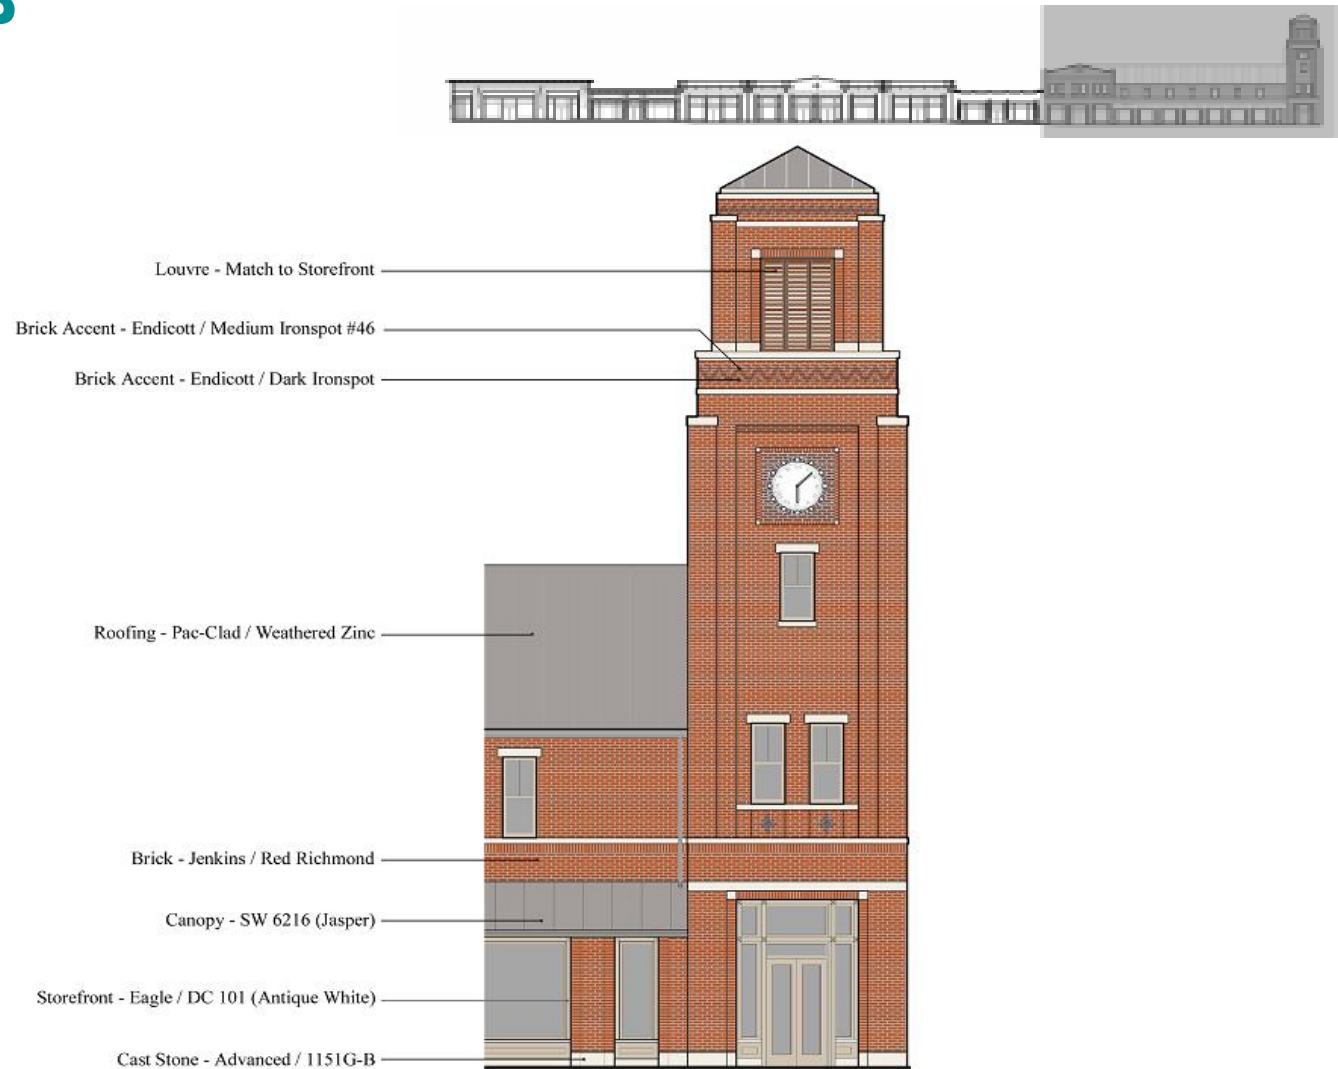 Louvre - Match to Storefront
Brick Accent - Endicott / Medium Ironspot #46
Brick Accent - Endicott / Dark Ironspot
Roofing - Pac-Clad / Weathered Zinc
Brick - Jenkins / Red Richmond
Canopy - SW 6216 (Jasper)
Storefront - Eagle / DC 101 (Antique White)
Cast Stone - Advanced / 1151G-B